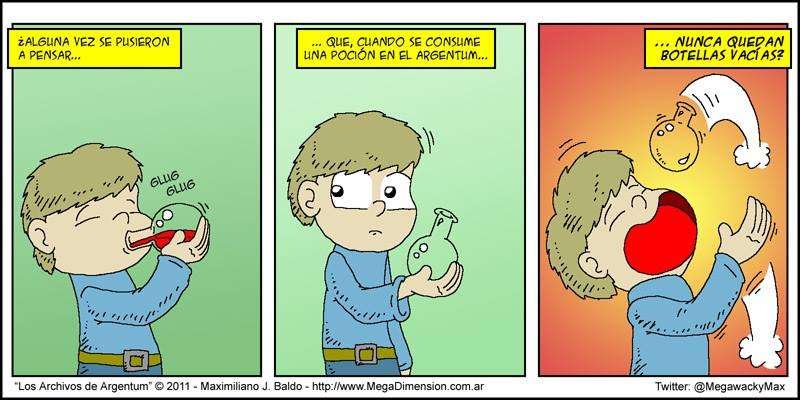 ¿ALGUNA VEZ SE PUSIERON
A PENSAR...
GLUG
GLUG
... QUE, CUANDO SE CONSUME
UNA POCIÓN EN EL ARGENTUM...
... NUNCA QUEDAN
BOTELLAS VACÍAS?
"Los Archivos de Argentum" © 2011 - Maximiliano J. Baldo - http://www.MegaDimension.com.ar
Twitter: @MegawackyMax